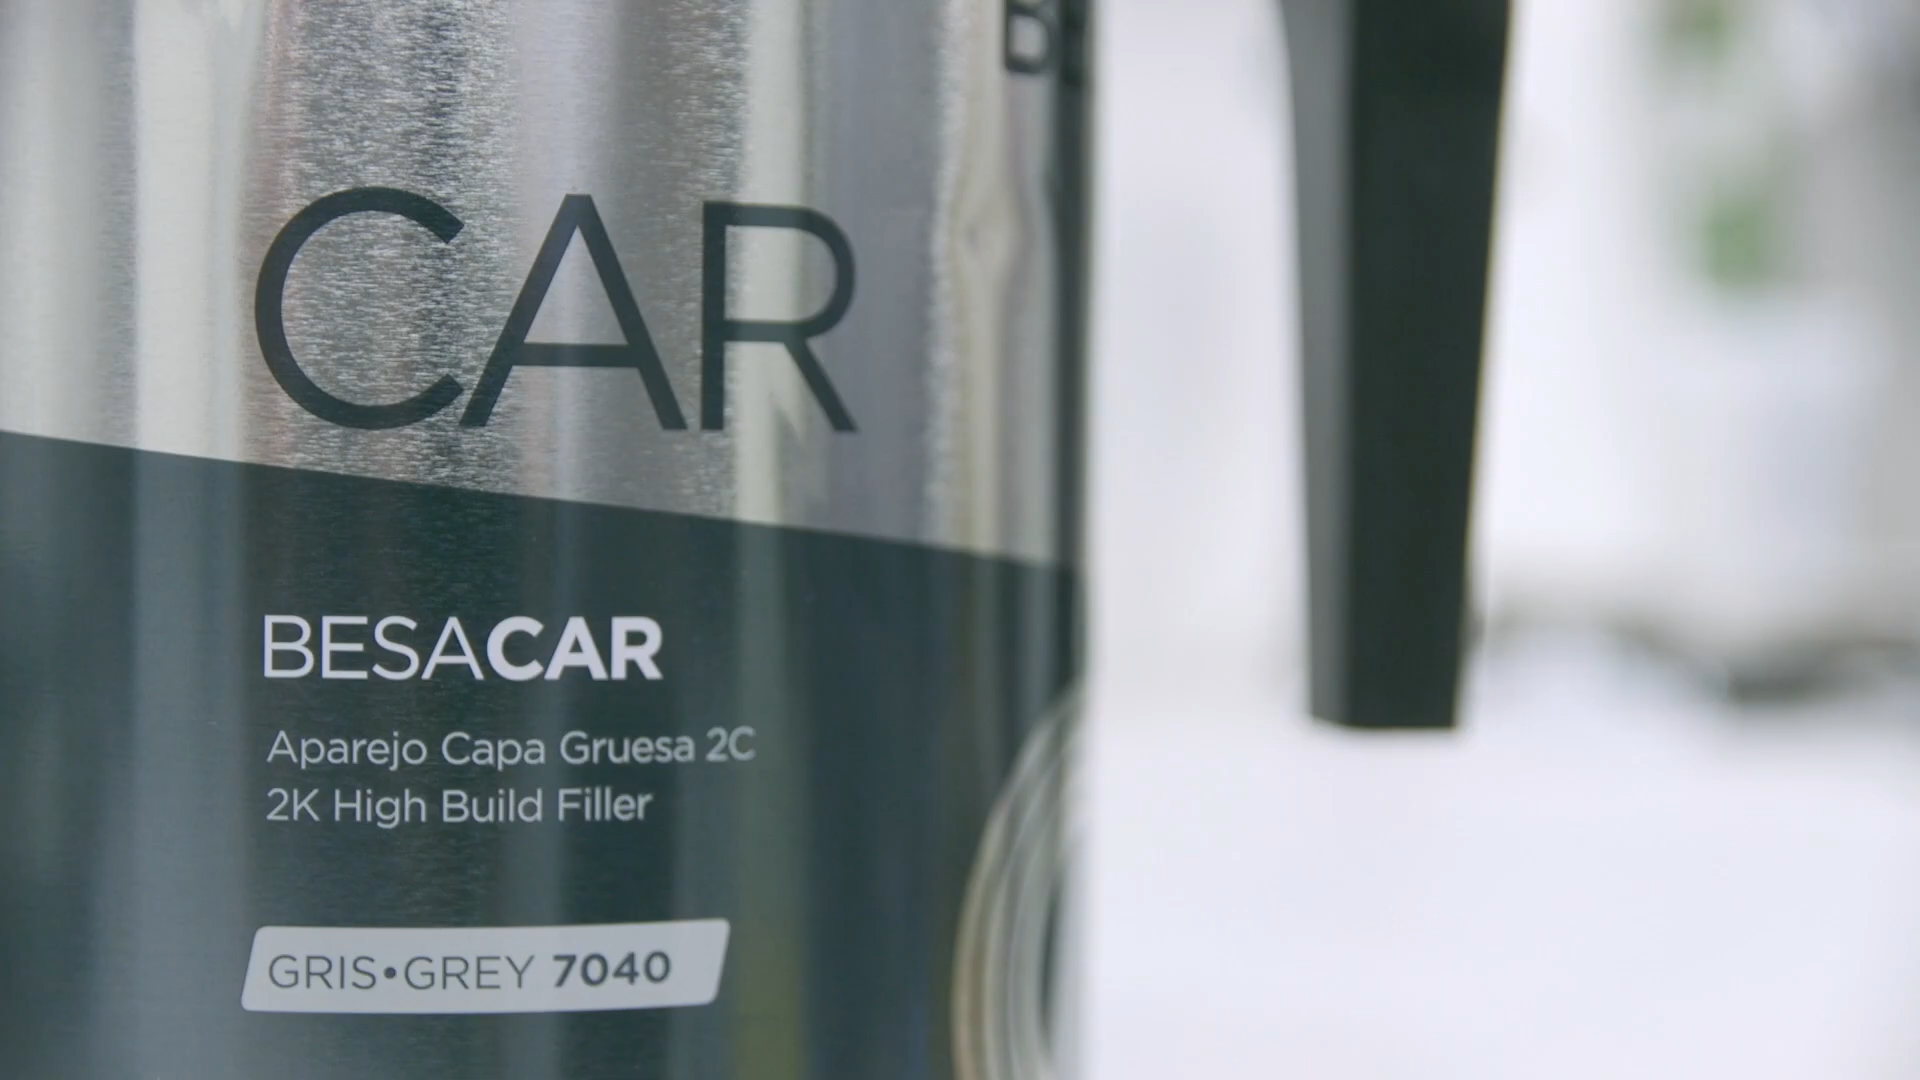 CAR
BESACAR
Aparejo Capa Gruesa 2C
2K High Build Filler
GRIS•GREY 7040